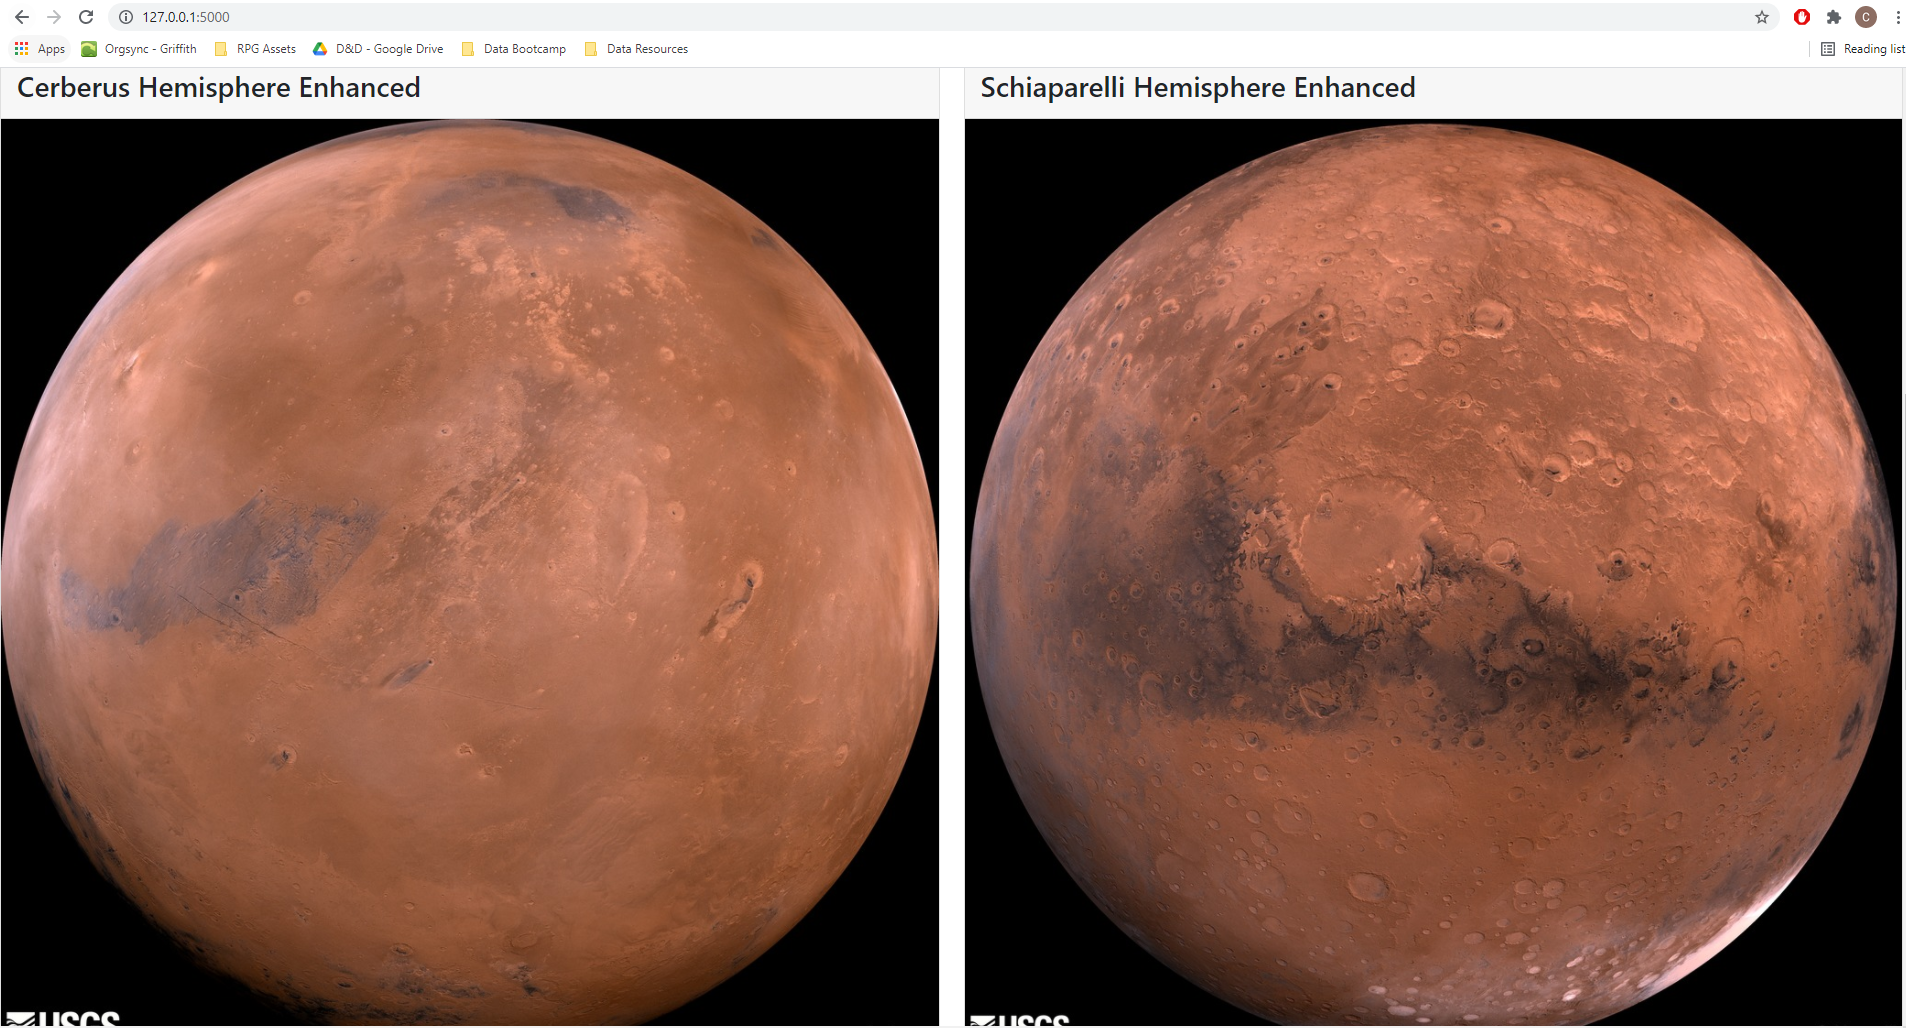 127.0.0.1:5000
Apps Orgsync - Griffith RPG Assets D&D - Google Drive Data Bootcamp Data Resources Reading list
Cerberus Hemisphere Enhanced Schiaparelli Hemisphere Enhanced
C
USGS USGS